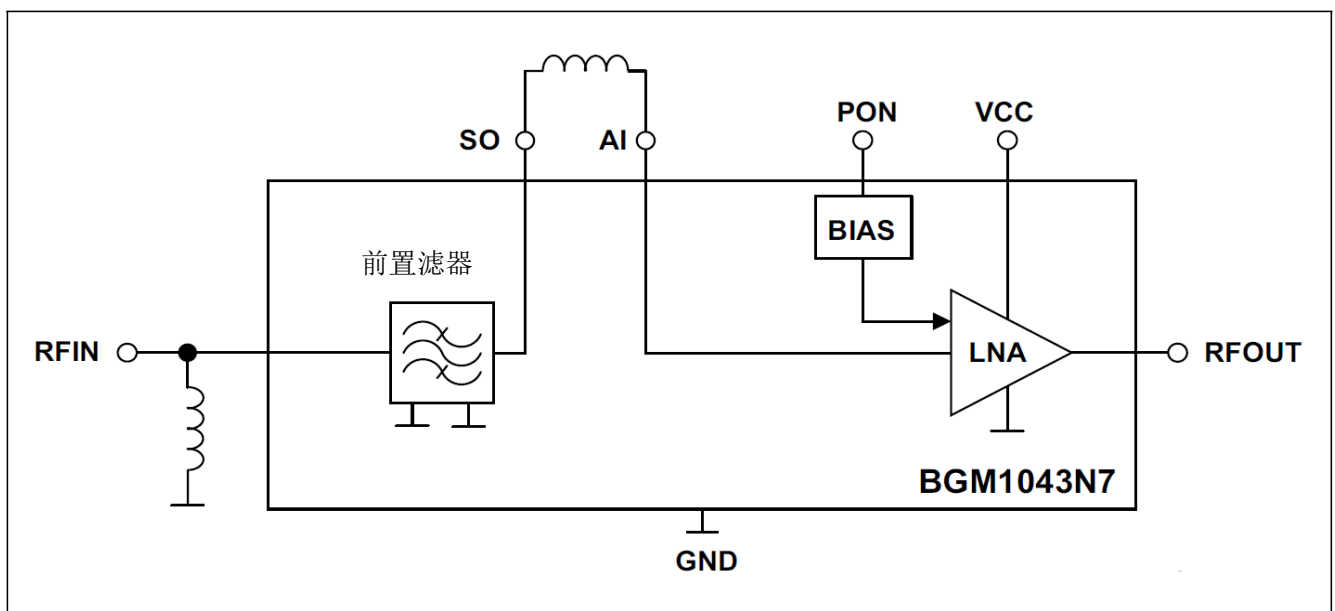 PON
VCC
SO
AI
BIAS
前置滤器
RFIN
LNA
RFOUT
BGM1043N7
GND